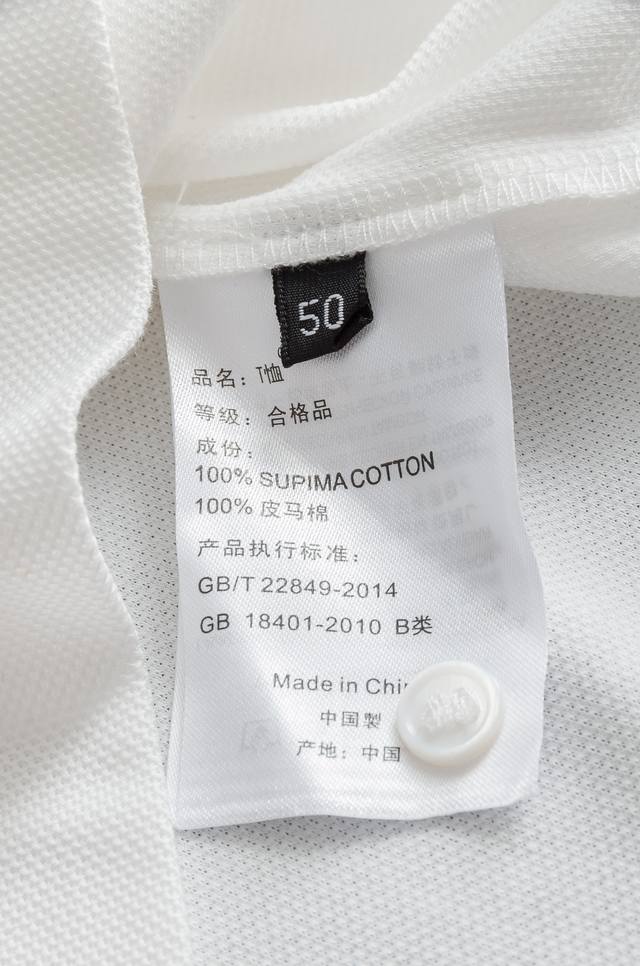 50
品名：T恤
等级：合格品
成份：
100% SUPIMA COTTON
100% 皮马棉
产品执行标准：
GB/T 22849-2014
GB 18401-2010 B类
Made in Chi
中国製
产地：中国